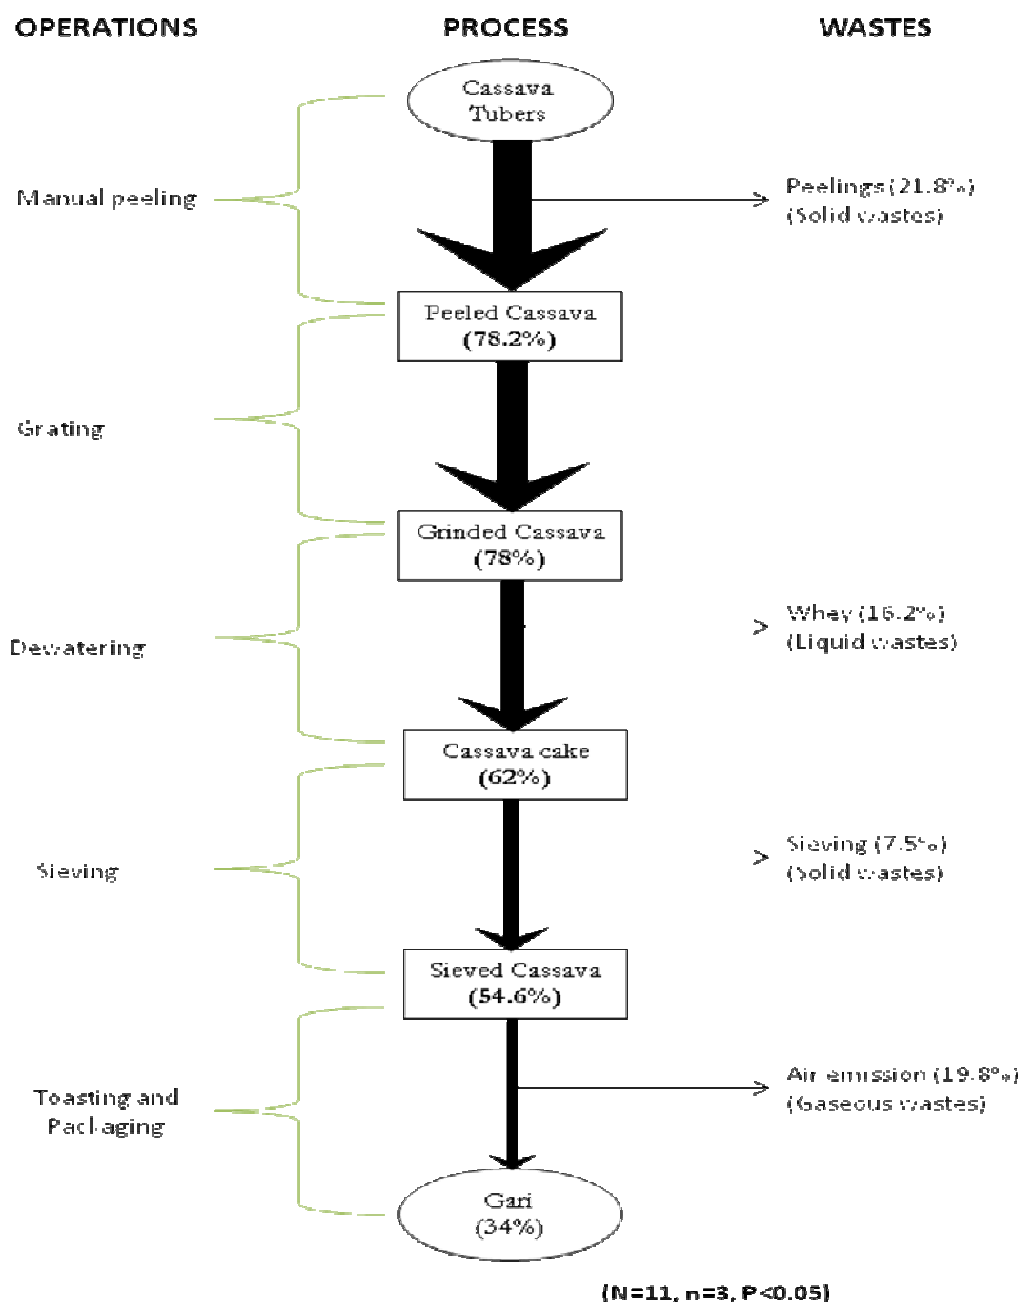 OPERATIONS PROCESS WASTES
Cassava
Tubers
Manual peeling
Peelings (21.8%)
(Solid wastes)
Peeled Cassava
(78.2%)
Grating
Grinded Cassava
(78%)
Dewatering
Whey (16.2%)
(Liquid wastes)
Cassava cake
(62%)
Sieving
Sieving (7.5%)
(Solid wastes)
Sieved Cassava
(54.6%)
Toasting and
Packaging
Air emission (19.8%)
(Gaseous wastes)
Gari
(34%)
(N=11, n=3, P<0.05)